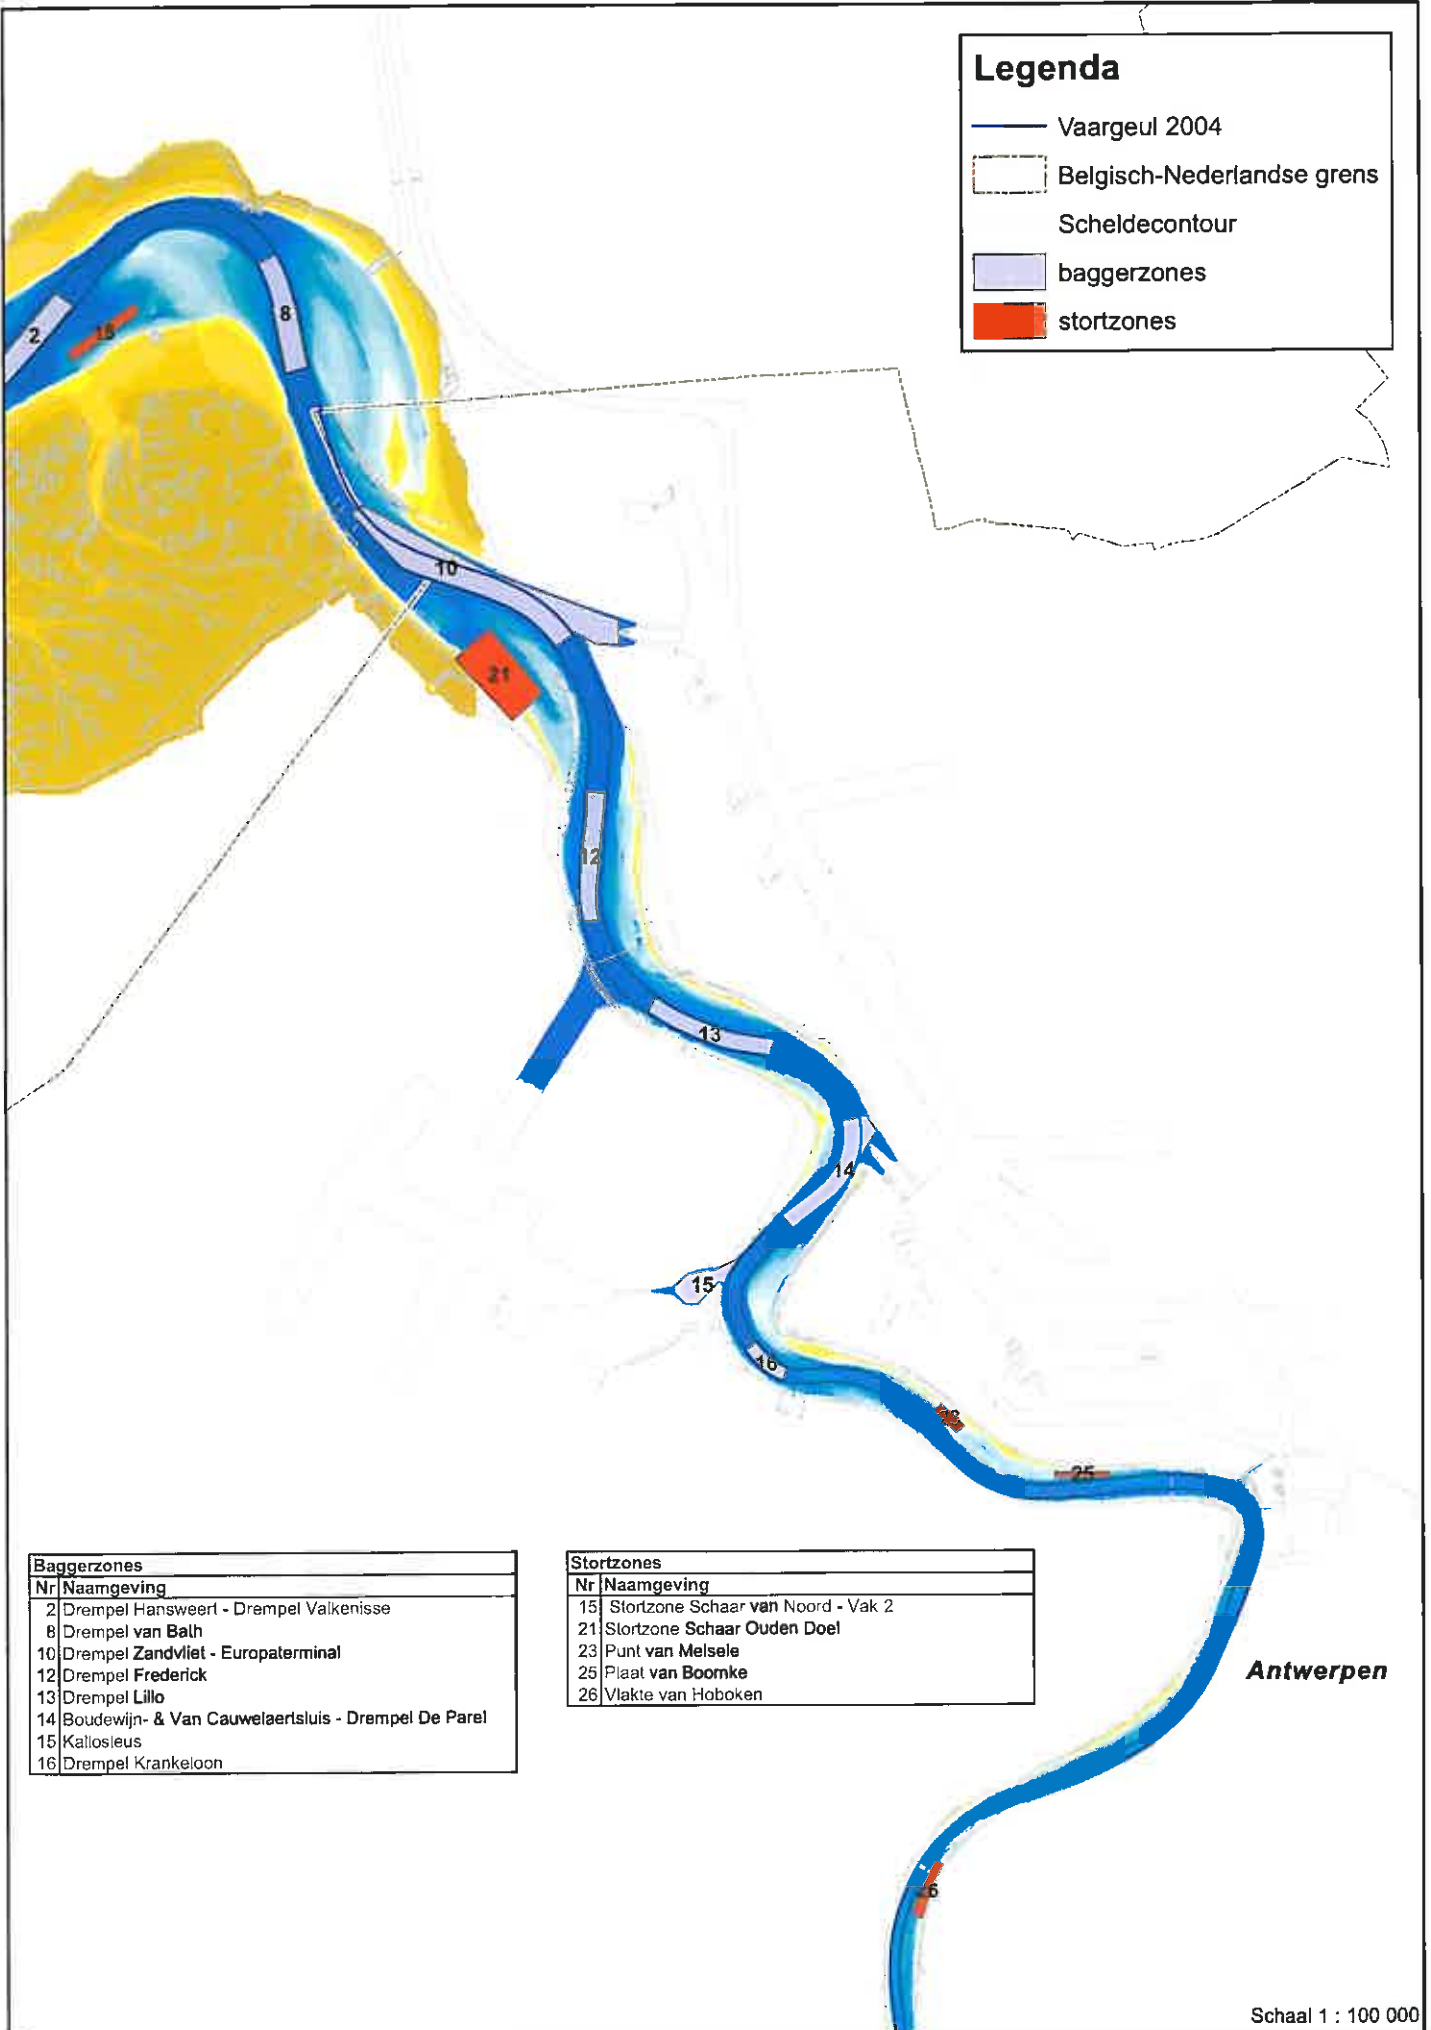 Legenda
Vaargeul 2004
Belgisch-Nederlandse grens
Scheldecontour
baggerzones
stortzones
2
8
10
21
12
13
14
15
16
25
Baggerzones
Nr Naamgeving
2 Drempel Hansweert - Drempel Valkenisse
8 Drempel van Bath
10 Drempel Zandvliet - Europaterminal
12 Drempel Frederick
13 Drempel Lillo
14 Boudewijn- & Van Cauwelaertsluis - Drempel De Parel
15 Kallosleus
16 Drempel Krankeloon
Stortzones
Nr Naamgeving
15 Stortzone Schaar van Noord - Vak 2
21 Stortzone Schaar Ouden Doel
23 Punt van Melsele
25 Plaat van Boomke
26 Vlakte van Hoboken
Antwerpen
26
Schaal 1 : 100 000